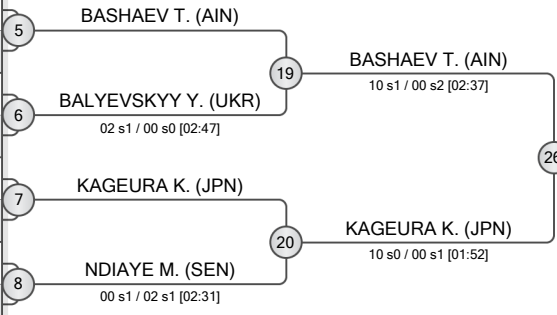 BASHAEV T. (AIN)
5
19
BASHAEV T. (AIN)
10 s1 / 00 s2 [02:37]
BALYEVSKYY Y. (UKR)
6
02 s1 / 00 s0 [02:47]
26
KAGEURA K. (JPN)
7
20
KAGEURA K. (JPN)
10 s0 / 00 s1 [01:52]
NDIAYE M. (SEN)
8
00 s1 / 02 s1 [02:31]